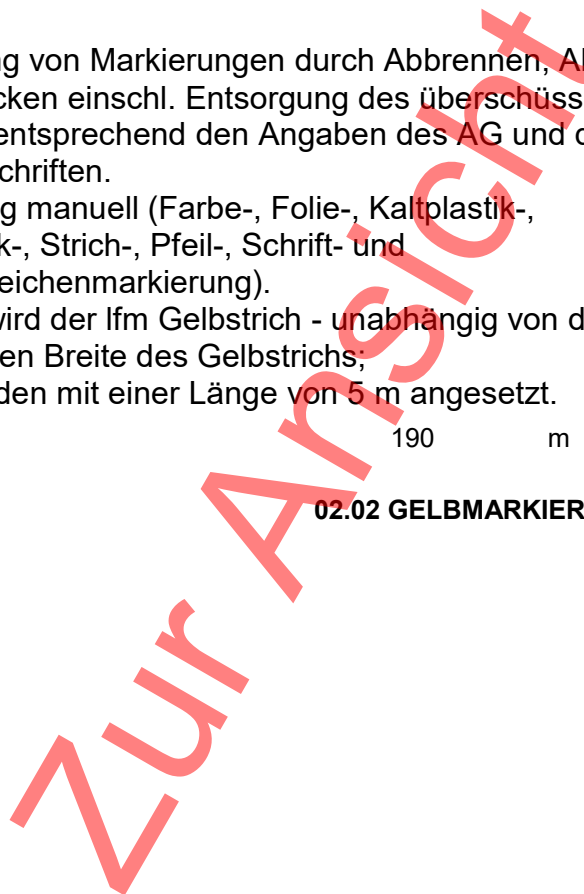 ng von Markierungen durch Abbrennen, Al
cken einschl. Entsorgung des überschüss
entsprechend den Angaben des AG und d
chriften.
g manuell (Farbe-, Folie-, Kaltplastik-,
k-, Strich-, Pfeil-, Schrift- und
eichenmarkierung).
wird der lfm Gelbstrich - unabhängig von d
en Breite des Gelbstrichs;
den mit einer Länge von 5 m angesetzt.
190 m
02.02 GELBMARKIER
Zur Ansicht